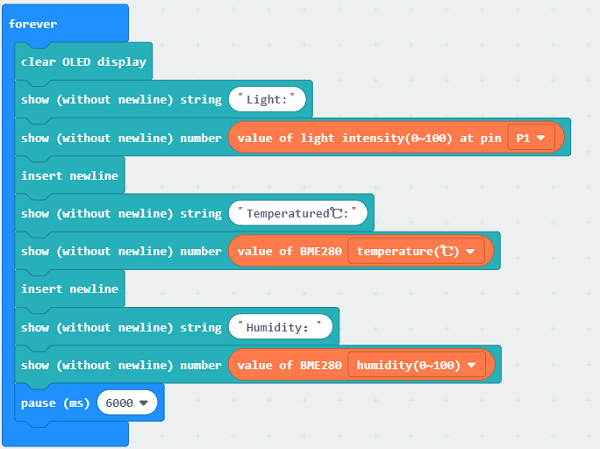 forever
clear OLED display
show (without newline) string "Light:"
show (without newline) number value of light intensity(0~100) at pin P1
insert newline
show (without newline) string "Temperatured℃:"
show (without newline) number value of BME280 temperature(℃)
insert newline
show (without newline) string "Humidity: "
show (without newline) number value of BME280 humidity(0~100)
pause (ms) 6000